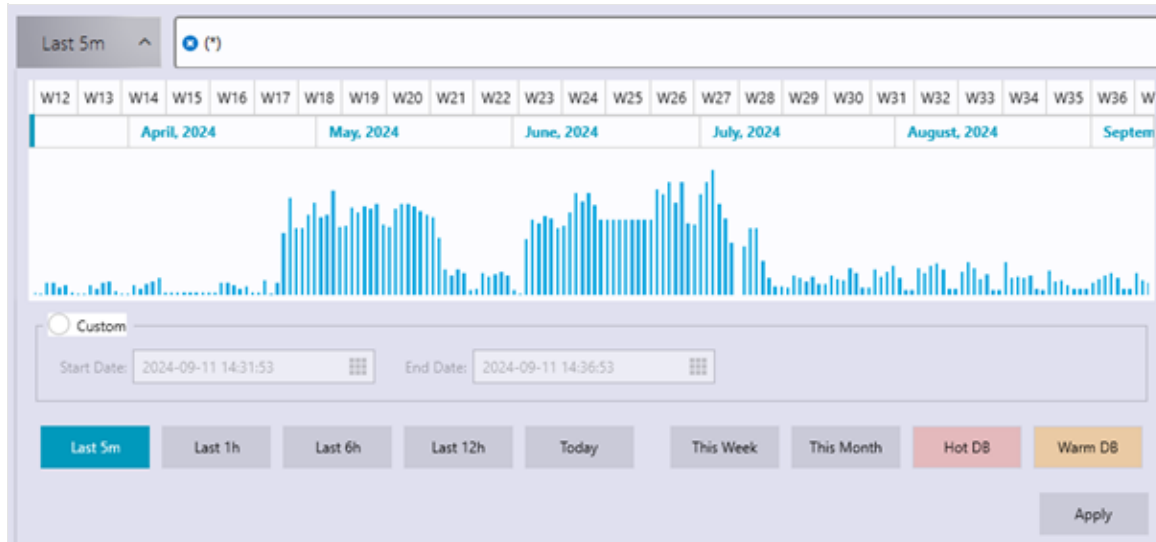 Last 5m (*)
W12 W13 W14 W15 W16 W17 W18 W19 W20 W21 W22 W23 W24 W25 W26 W27 W28 W29 W30 W31 W32 W33 W34 W35 W36 W
April, 2024 May, 2024 June, 2024 July, 2024 August, 2024 Septem
Custom
Start Date: 2024-09-11 14:31:53 End Date: 2024-09-11 14:36:53
Last 5m Last 1h Last 6h Last 12h Today This Week This Month Hot DB Warm DB
Apply